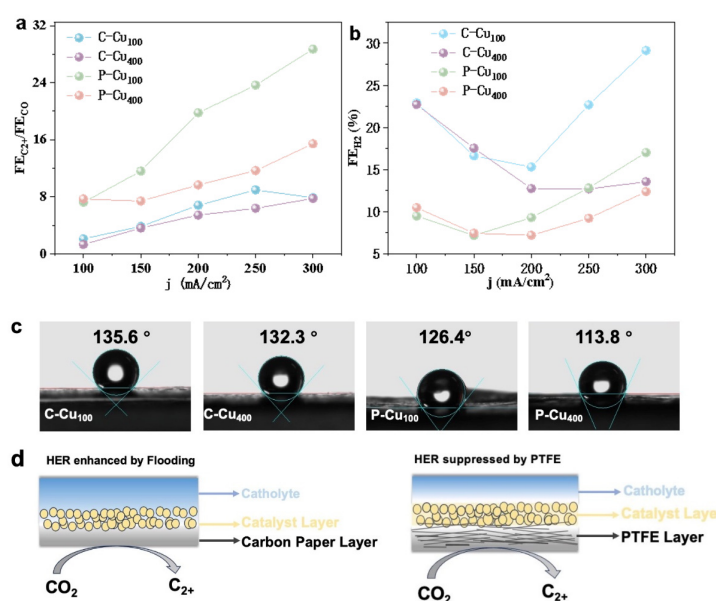 a
32
24
16
8
0
FE_C2+/FE_CO
C-Cu100
C-Cu400
P-Cu100
P-Cu400
100 150 200 250 300
j (mA/cm²)
b
30
25
20
15
10
5
FE_H2 (%)
C-Cu100
C-Cu400
P-Cu100
P-Cu400
100 150 200 250 300
j (mA/cm²)
c
135.6 °
C-Cu100
132.3 °
C-Cu400
126.4°
P-Cu100
113.8 °
P-Cu400
d
HER enhanced by Flooding
Catholyte
Catalyst Layer
Carbon Paper Layer
CO₂
C₂₊
HER suppressed by PTFE
Catholyte
Catalyst Laye
PTFE Layer
CO₂
C₂₊